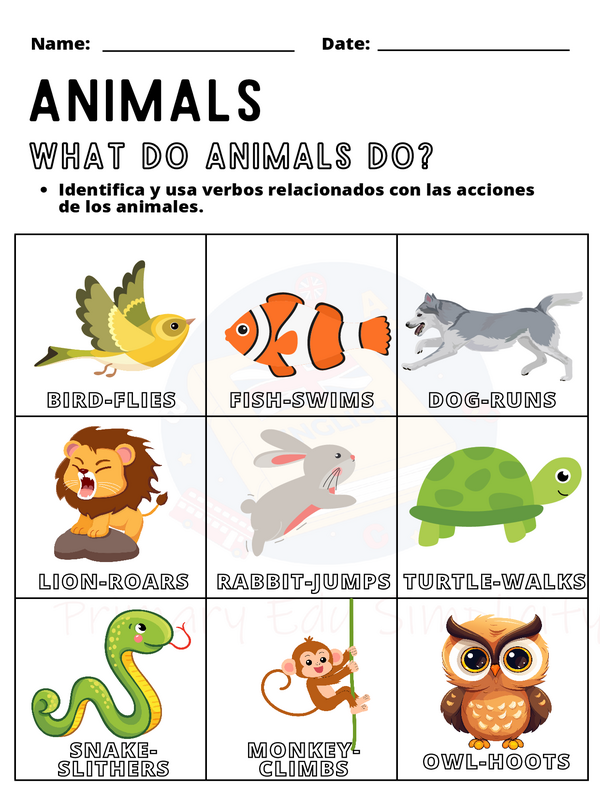 Name: Date:
ANIMALS
WHAT DO ANIMALS DO?
• Identifica y usa verbos relacionados con las acciones
de los animales.
BIRD-FLIES FISH-SWIMS DOG-RUNS
LION-ROARS RABBIT-JUMPS TURTLE-WALKS
Primary Edu Simplicity
SNAKE-
SLITHERS
MONKEY-
CLIMBS
OWL-HOOTS